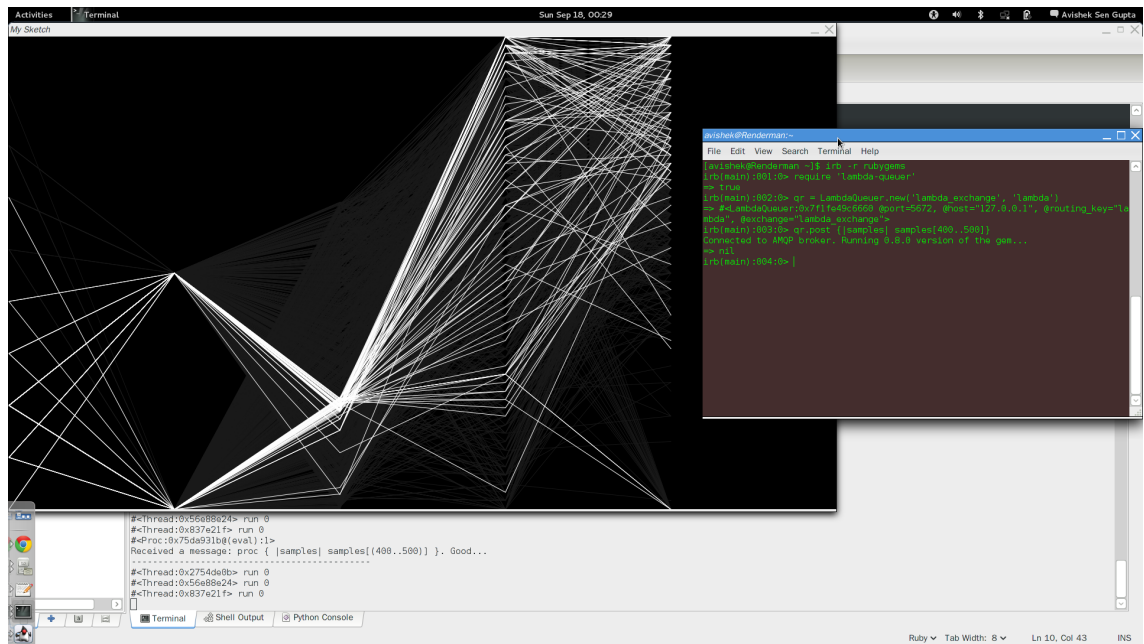 Activities Terminal Sun Sep 18, 00:29 Avishek Sen Gupta
My Sketch
avishek@Renderman:~
File Edit View Search Terminal Help
[avishek@Renderman ~]$ irb -r rubygems
irb(main):001:0> require 'lambda-queuer'
=> true
irb(main):002:0> qr = LambdaQueuer.new('lambda_exchange', 'lambda')
=> #<LambdaQueuer:0x7f1fe49c6660 @port=5672, @host="127.0.0.1", @routing_key="la
mbda", @exchange="lambda_exchange">
irb(main):003:0> qr.post {|samples| samples[400..500]}
Connected to AMQP broker. Running 0.8.0 version of the gem...
=> nil
irb(main):004:0>
#<Thread:0x56e88e24> run 0
#<Thread:0x837e21f> run 0
#<Proc:0x75da931b@(eval):1>
Received a message: proc { |samples| samples[(400..500)] }. Good...
------------------------------------------
#<Thread:0x2754de0b> run 0
#<Thread:0x56e88e24> run 0
#<Thread:0x837e21f> run 0
Terminal Shell Output Python Console
Ruby Tab Width: 8 Ln 10, Col 43 INS